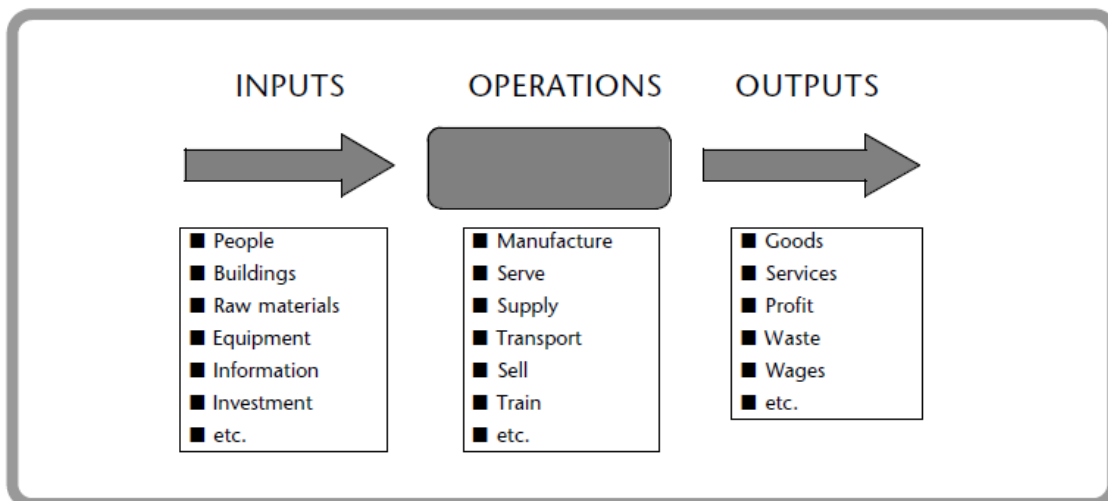 INPUTS
OPERATIONS
OUTPUTS
■ People
■ Buildings
■ Raw materials
■ Equipment
■ Information
■ Investment
■ etc.
■ Manufacture
■ Serve
■ Supply
■ Transport
■ Sell
■ Train
■ etc.
■ Goods
■ Services
■ Profit
■ Waste
■ Wages
■ etc.